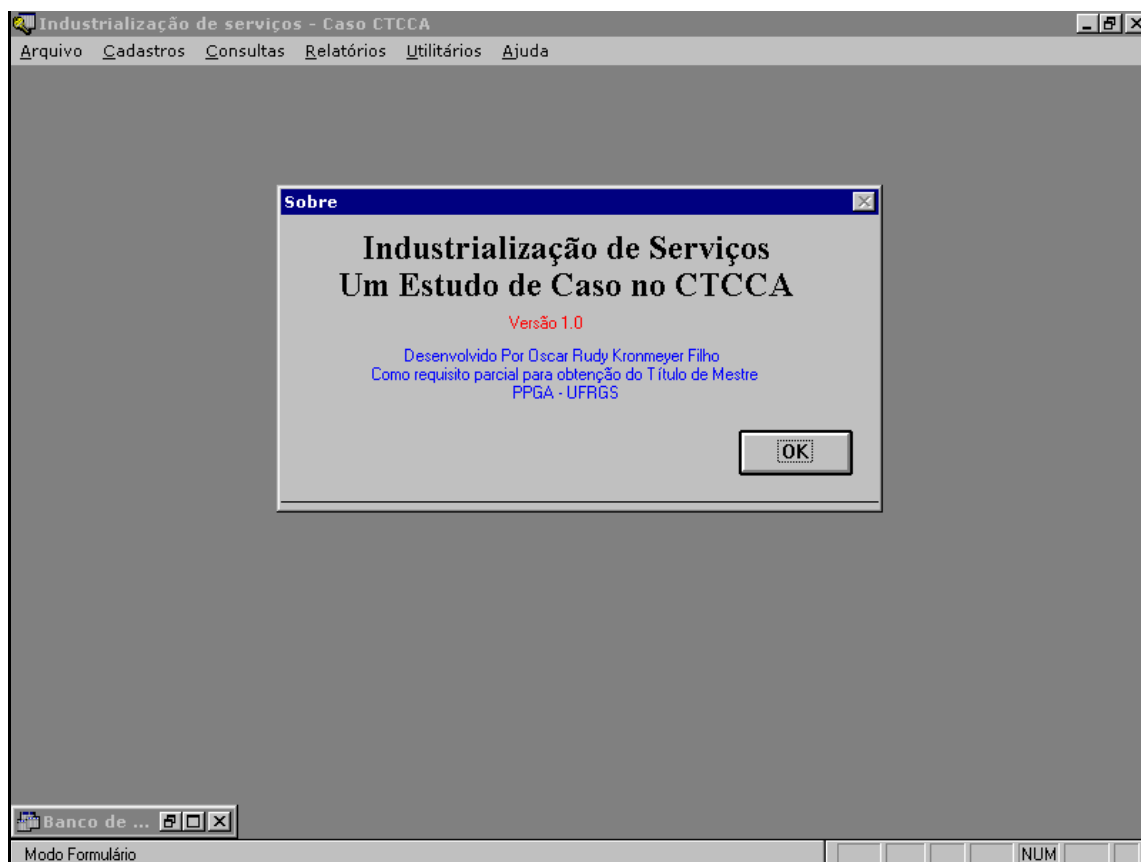 Industrialização de serviços - Caso CTCCA
Arquivo Cadastros Consultas Relatórios Utilitários Ajuda
Sobre
Industrialização de Serviços
Um Estudo de Caso no CTCCA
Versão 1.0
Desenvolvido Por Oscar Rudy Kronmeyer Filho
Como requisito parcial para obtenção do Título de Mestre
PPGA - UFRGS
OK
Banco de ...
Modo Formulário NUM